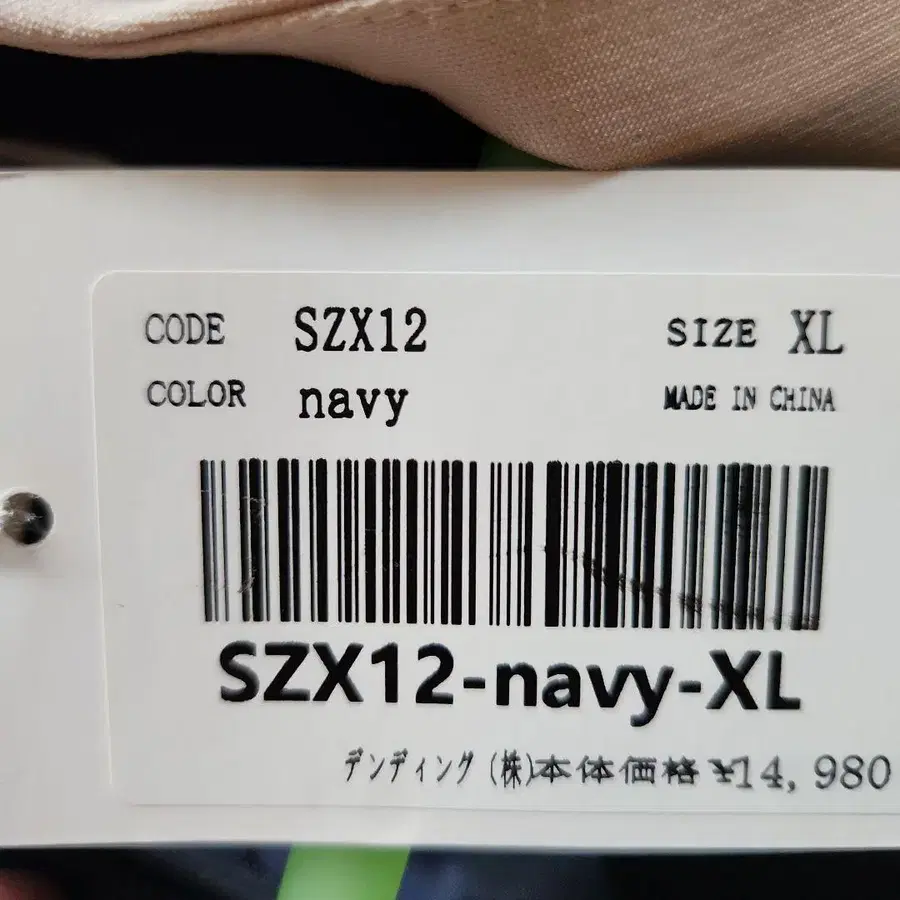 CODE SZX12 SIZE XL
COLOR navy MADE IN CHINA
SZX12-navy-XL
デンディング (株)本体価格 ¥14,980